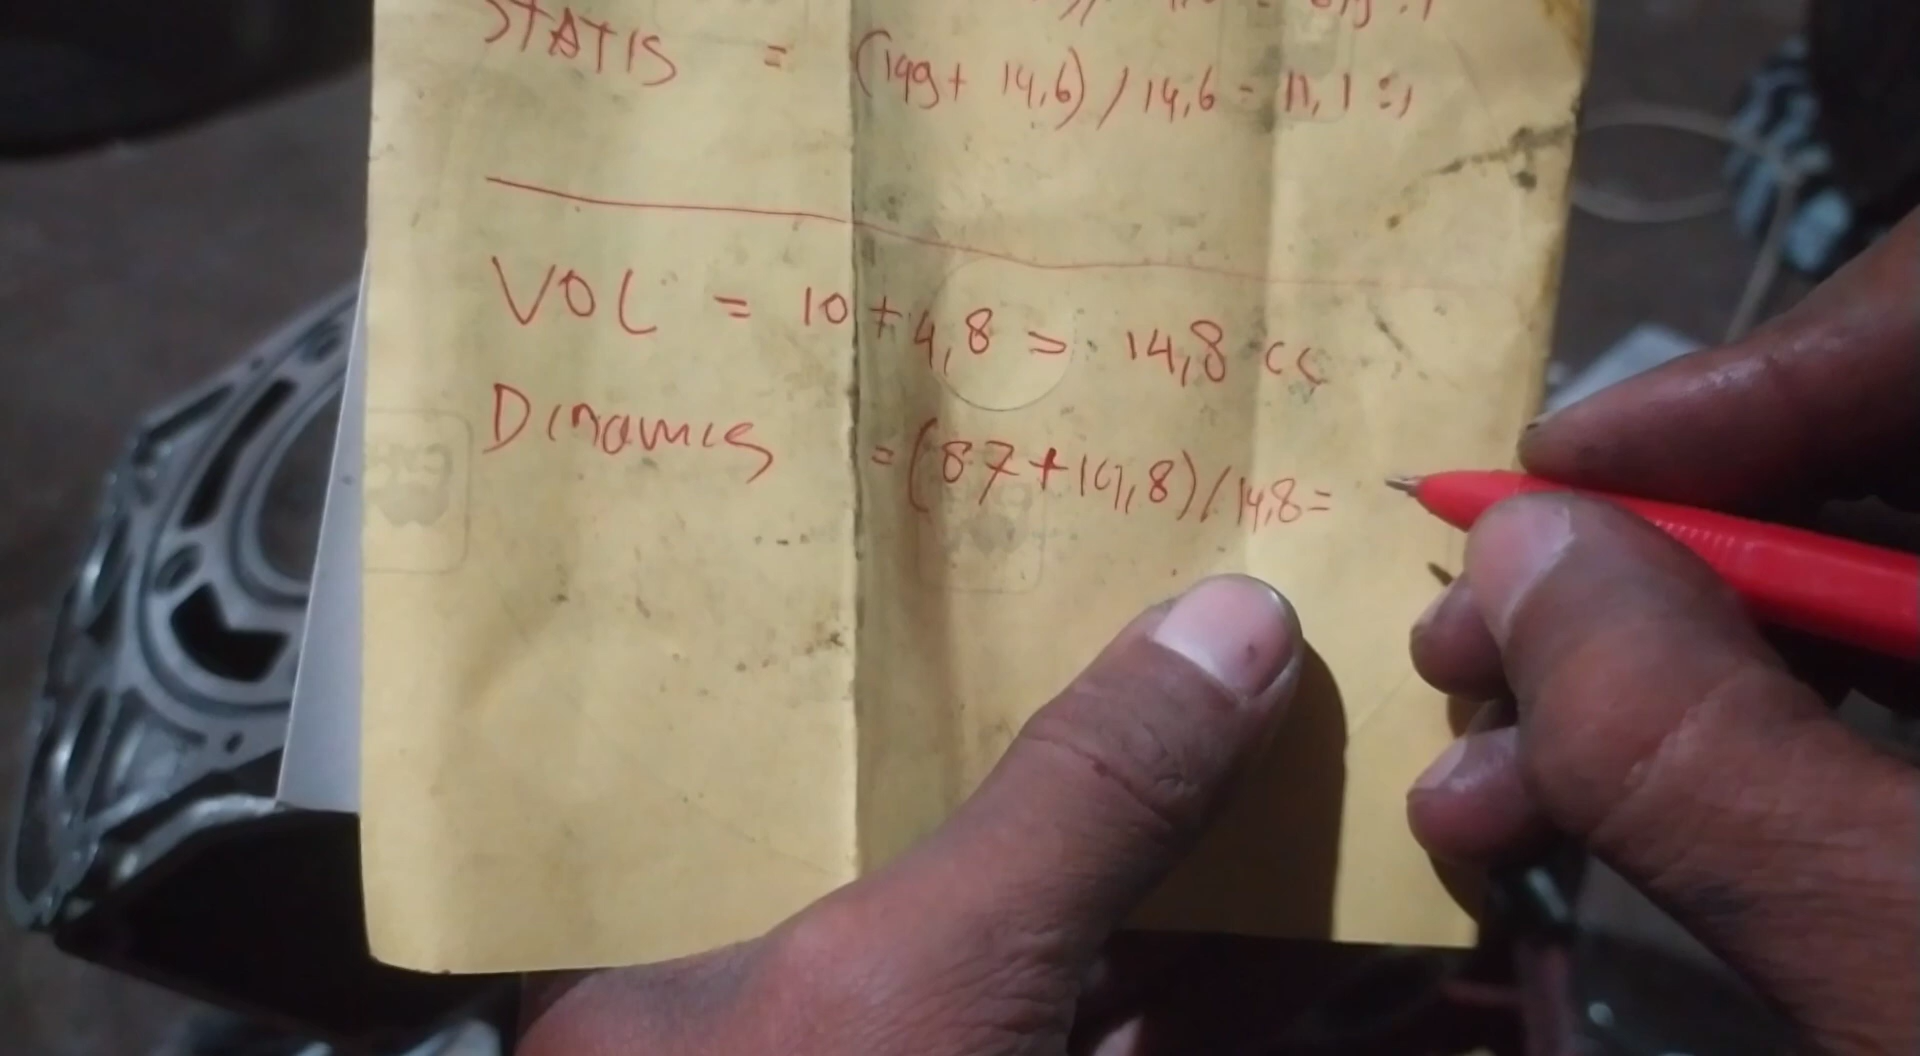 STATIS = (149+ 14,6) / 14,6 = 11,1 :1
VOL = 10 + 4,8 = 14,8 cc
Dinamis = (87+14,8) / 14,8 =